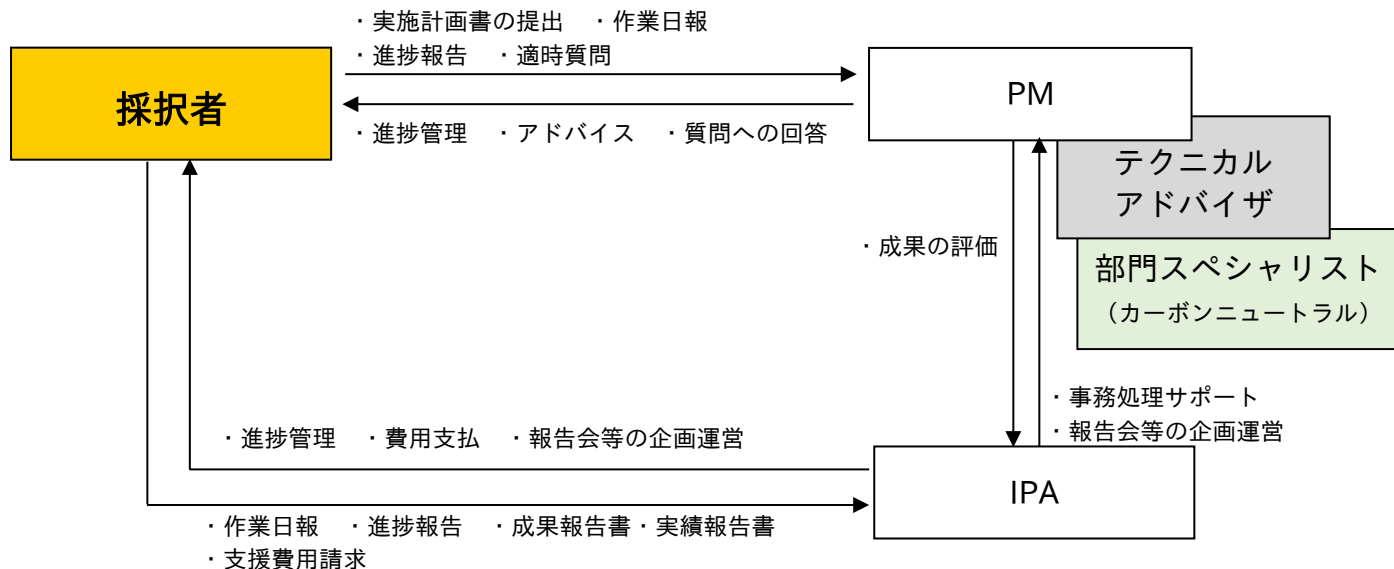 ・実施計画書の提出　・作業日報
・進捗報告　・適時質問
採択者
PM
・進捗管理　・アドバイス　・質問への回答
テクニカル
アドバイザ
・成果の評価
部門スペシャリスト
（カーボンニュートラル）
・事務処理サポート
・報告会等の企画運営
・進捗管理　・費用支払　・報告会等の企画運営
IPA
・作業日報　・進捗報告　・成果報告書・実績報告書
・支援費用請求